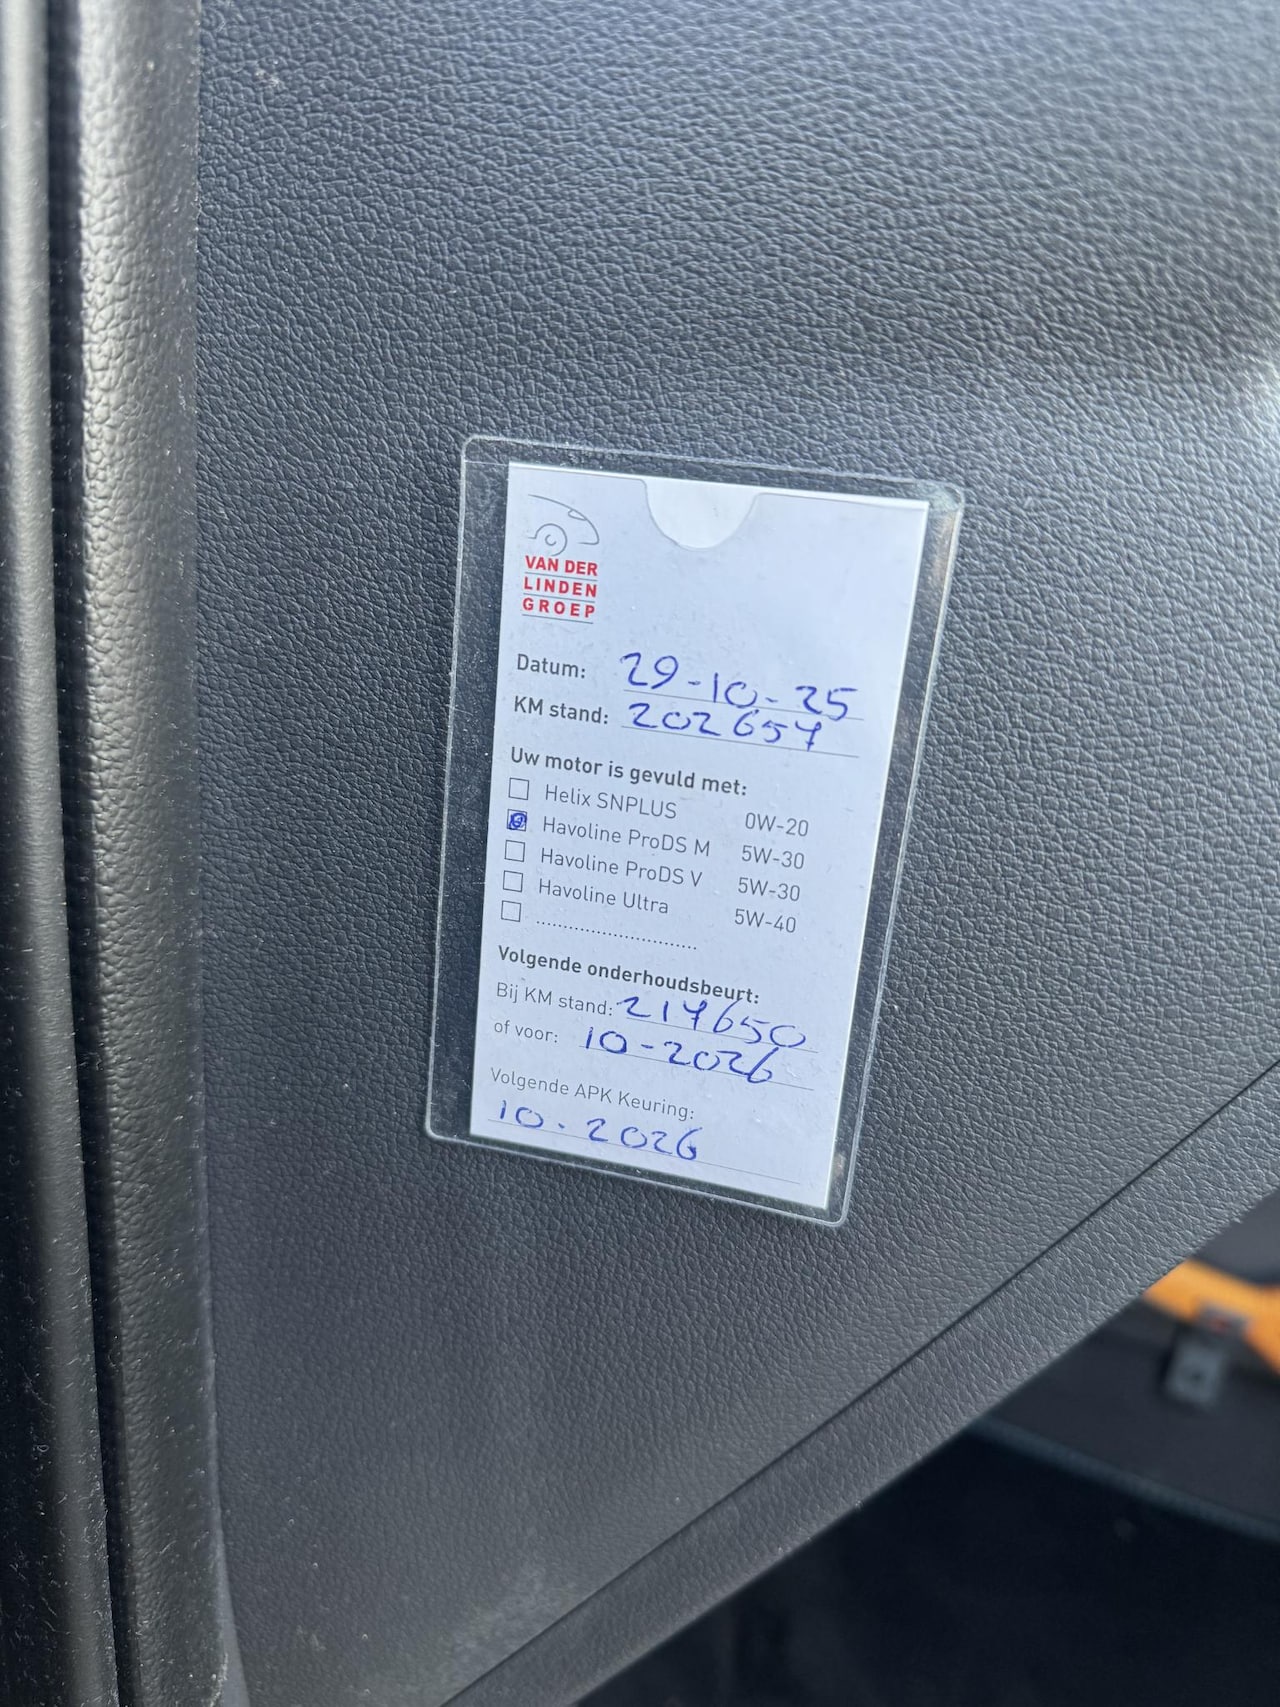 VAN DER
LINDEN
GROEP
Datum: 29-10-25
KM stand: 202657
Uw motor is gevuld met:
Helix SNPLUS 0W-20
Havoline ProDS M 5W-30
Havoline ProDS V 5W-30
Havoline Ultra 5W-40
..............................
Volgende onderhoudsbeurt:
Bij KM stand: 217650
of voor: 10-2026
Volgende APK Keuring:
10.2026